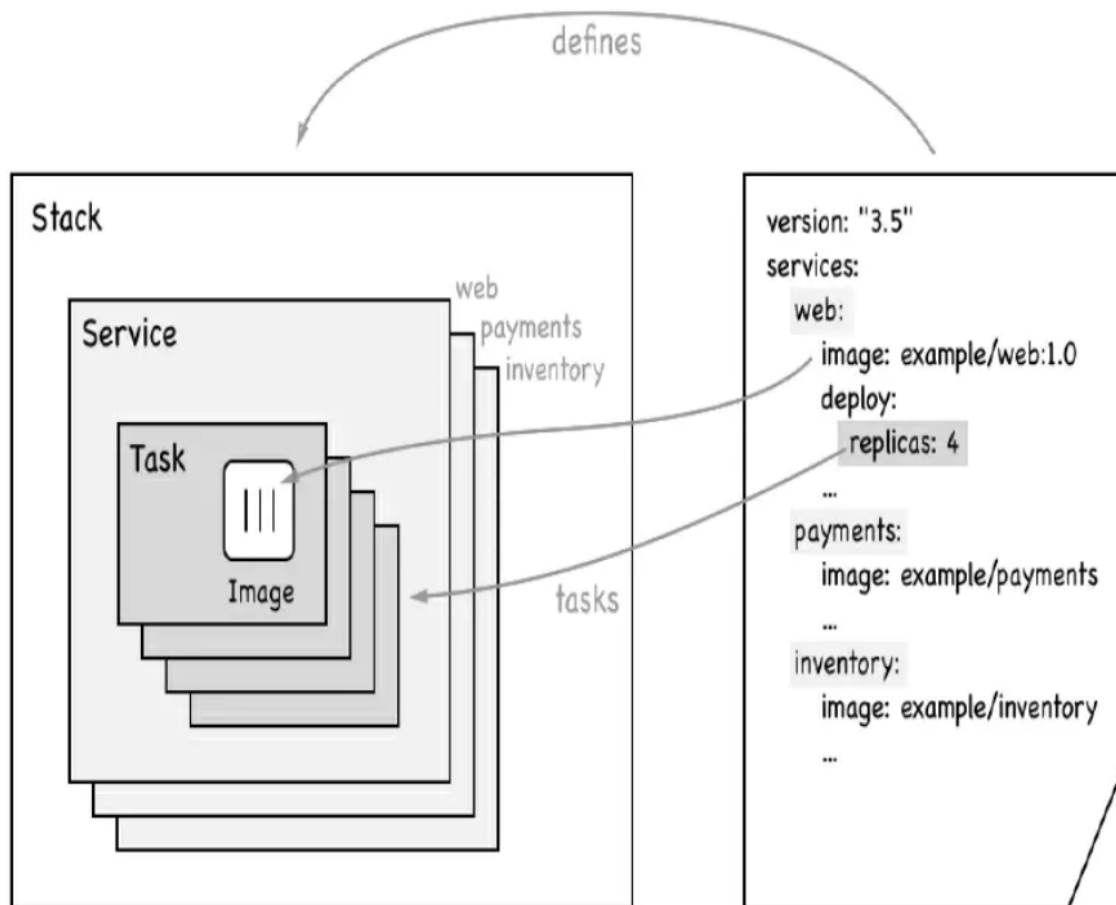 defines
Stack
web
payments
inventory
Service
Task
Image
tasks
version: "3.5"
services:
web:
image: example/web:1.0
deploy:
replicas: 4
...
payments:
image: example/payments
...
inventory:
image: example/inventory
...